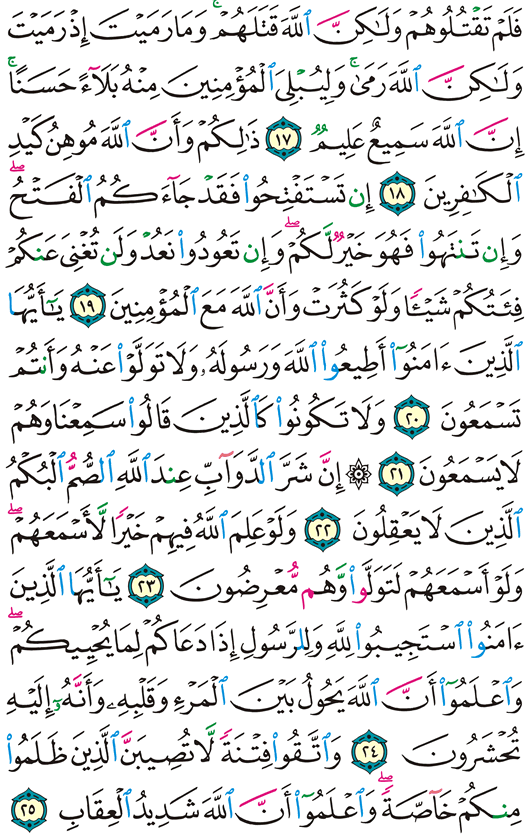 فَلَمْ تَقْتُلُوهُمْ وَلَٰكِنَّ ٱللَّهَ قَتَلَهُمْ ۚ وَمَا رَمَيْتَ إِذْ رَمَيْتَ
وَلَٰكِنَّ ٱللَّهَ رَمَىٰ ۚ وَلِيُبْلِىَ ٱلْمُؤْمِنِينَ مِنْهُ بَلَآءً حَسَنًا ۚ
إِنَّ ٱللَّهَ سَمِيعٌ عَلِيمٌ ١٧ ذَٰلِكُمْ وَأَنَّ ٱللَّهَ مُوهِنُ كَيْدِ
ٱلْكَٰفِرِينَ ١٨ إِن تَسْتَفْتِحُوا۟ فَقَدْ جَآءَكُمُ ٱلْفَتْحُ ۖ
وَإِن تَنتَهُوا۟ فَهُوَ خَيْرٌ لَّكُمْ ۖ وَإِن تَعُودُوا۟ نَعُدْ وَلَن تُغْنِىَ عَنكُمْ
فِئَتُكُمْ شَيْـًٔا وَلَوْ كَثُرَتْ وَأَنَّ ٱللَّهَ مَعَ ٱلْمُؤْمِنِينَ ١٩ يَٰٓأَيُّهَا
ٱلَّذِينَ ءَامَنُوٓا۟ أَطِيعُوا۟ ٱللَّهَ وَرَسُولَهُۥ وَلَا تَوَلَّوْا۟ عَنْهُ وَأَنتُمْ
تَسْمَعُونَ ٢٠ وَلَا تَكُونُوا۟ كَٱلَّذِينَ قَالُوا۟ سَمِعْنَا وَهُمْ
لَا يَسْمَعُونَ ٢١ ۞ إِنَّ شَرَّ ٱلدَّوَآبِّ عِندَ ٱللَّهِ ٱلصُّمُّ ٱلْبُكْمُ
ٱلَّذِينَ لَا يَعْقِلُونَ ٢٢ وَلَوْ عَلِمَ ٱللَّهُ فِيهِمْ خَيْرًا لَّأَسْمَعَهُمْ ۖ
وَلَوْ أَسْمَعَهُمْ لَتَوَلَّوا۟ وَّهُم مُّعْرِضُونَ ٢٣ يَٰٓأَيُّهَا ٱلَّذِينَ
ءَامَنُوا۟ ٱسْتَجِيبُوا۟ لِلَّهِ وَلِلرَّسُولِ إِذَا دَعَاكُمْ لِمَا يُحْيِيكُمْ ۖ
وَٱعْلَمُوٓا۟ أَنَّ ٱللَّهَ يَحُولُ بَيْنَ ٱلْمَرْءِ وَقَلْبِهِۦ وَأَنَّهُۥٓ إِلَيْهِ
تُحْشَرُونَ ٢٤ وَٱتَّقُوا۟ فِتْنَةً لَّا تُصِيبَنَّ ٱلَّذِينَ ظَلَمُوا۟
مِنكُمْ خَآصَّةً ۖ وَٱعْلَمُوٓا۟ أَنَّ ٱللَّهَ شَدِيدُ ٱلْعِقَابِ ٢٥